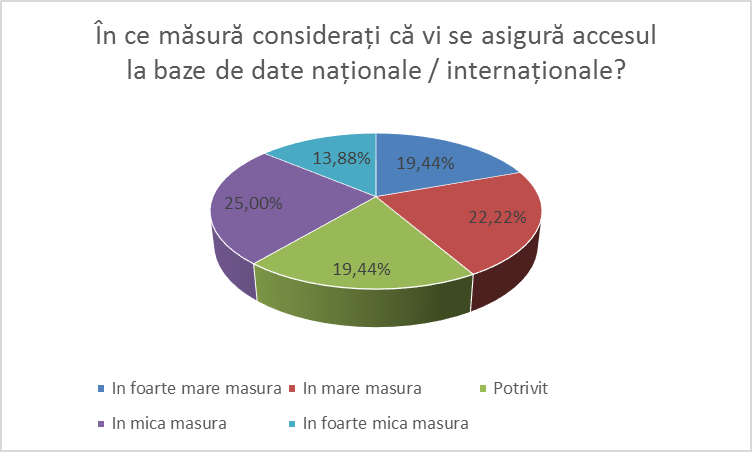 În ce măsură considerați că vi se asigură accesul
la baze de date naționale / internaționale?
13,88%
19,44%
25,00%
22,22%
19,44%
In foarte mare masura
In mare masura
Potrivit
In mica masura
In foarte mica masura